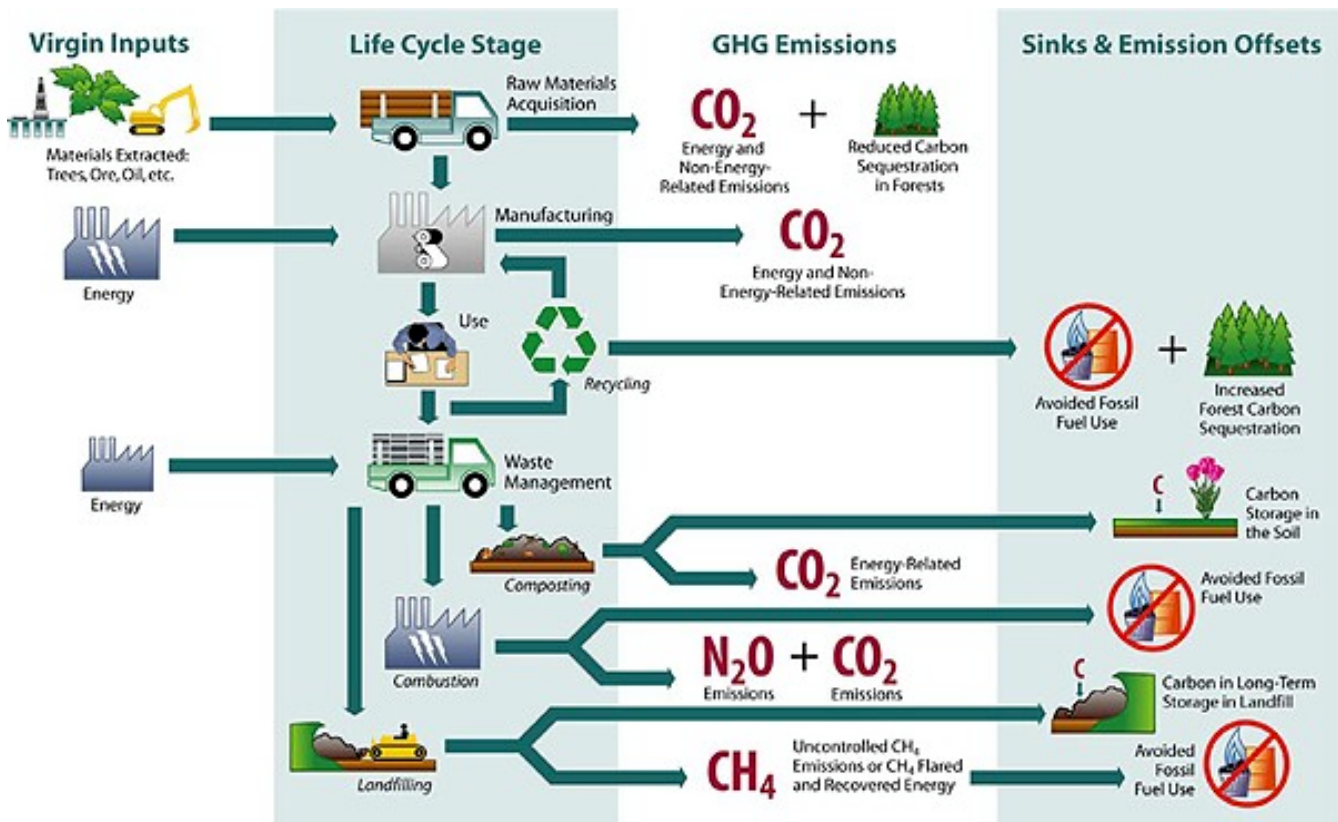 Virgin Inputs
Life Cycle Stage
GHG Emissions
Sinks & Emission Offsets
Raw Materials
Acquisition
CO₂
+
Energy and
Non-Energy-
Related Emissions
Reduced Carbon
Sequestration
in Forests
Materials Extracted:
Trees, Ore, Oil, etc.
Manufacturing
CO₂
Energy and Non-
Energy-Related Emissions
Energy
Use
Recycling
+
Avoided Fossil
Fuel Use
Increased
Forest Carbon
Sequestration
Energy
Waste
Management
C
Carbon
Storage in
the Soil
Composting
CO₂
Energy-Related
Emissions
Avoided Fossil
Fuel Use
Combustion
N₂O + CO₂
Emissions
Emissions
C
Carbon in Long-Term
Storage in Landfill
Landfilling
CH₄
Uncontrolled CH₄
Emissions or CH₄ Flared
and Recovered Energy
Avoided
Fossil
Fuel Use